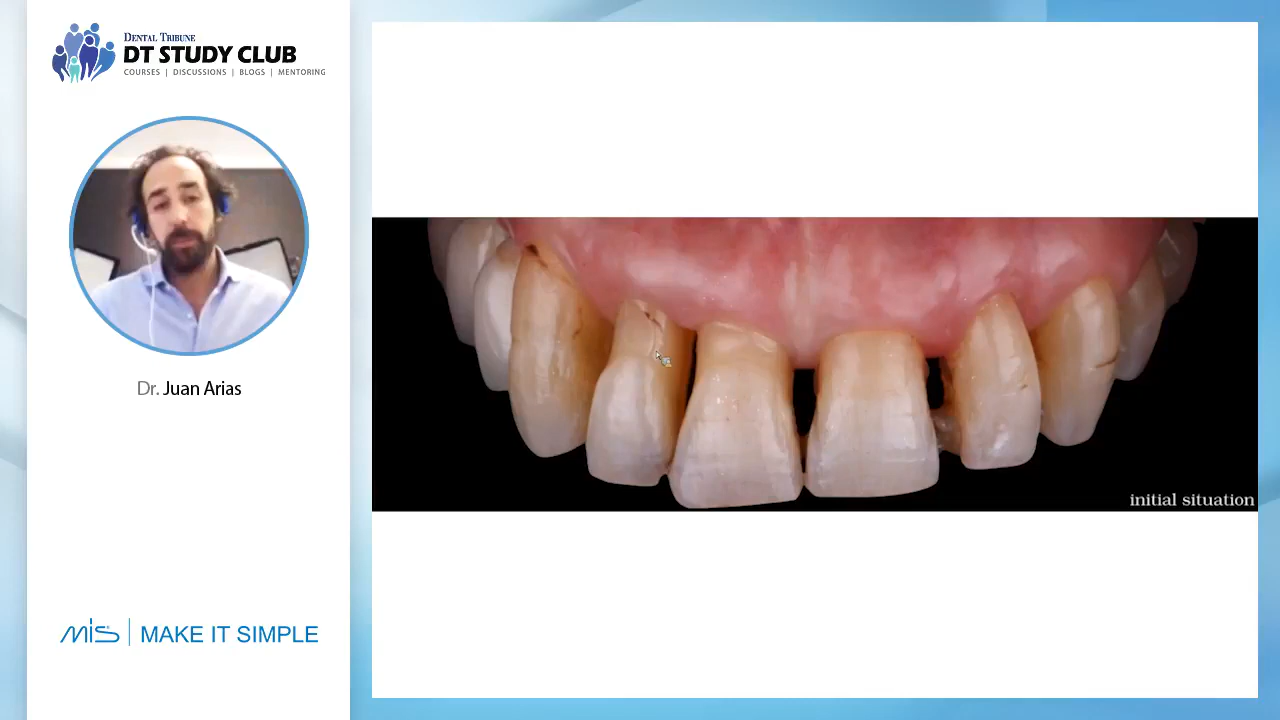 DENTAL TRIBUNE
DT STUDY CLUB
COURSES | DISCUSSIONS | BLOGS | MENTORING
Dr. Juan Arias
mis | MAKE IT SIMPLE
initial situation